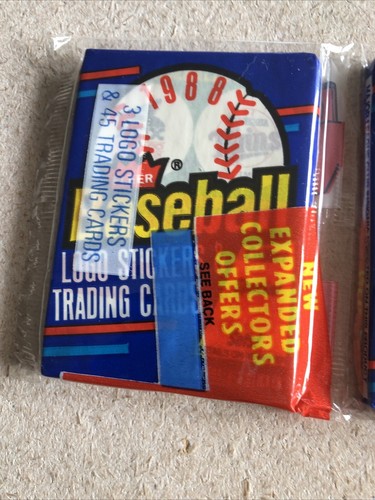 1988
3 LOGO STICKERS
& 45 TRADING CARDS
®
Baseball
LOGO STICKERS
TRADING CARDS
SEE BACK
NEW
EXPANDED
COLLECTORS
OFFERS